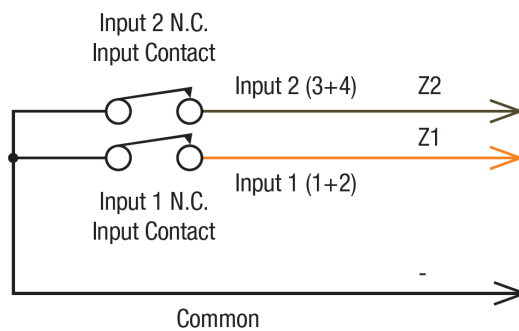 Input 2 N.C.
Input Contact
Input 2 (3+4)
Z2
Z1
Input 1 (1+2)
Input 1 N.C.
Input Contact
-
Common